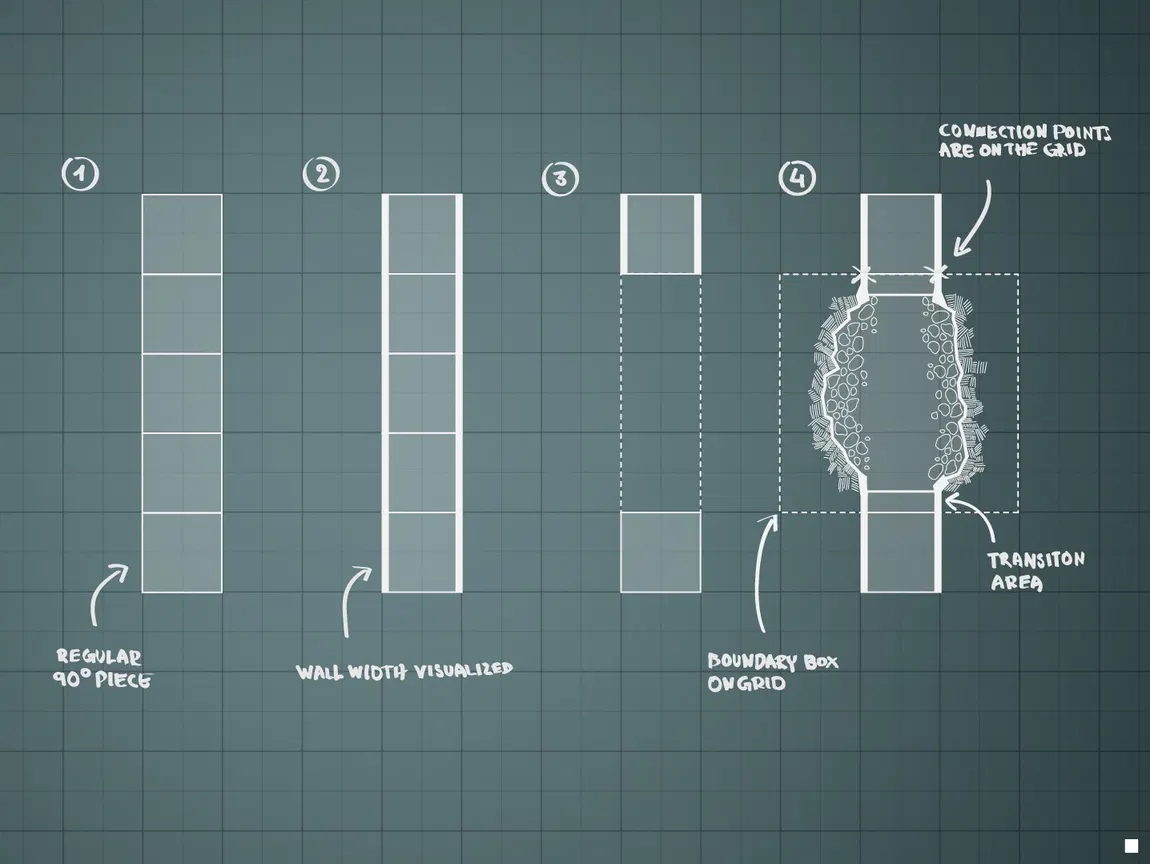 1
2
3
4
CONNECTION POINTS
ARE ON THE GRID
REGULAR
90° PIECE
WALL WIDTH VISUALIZED
BOUNDARY BOX
ON GRID
TRANSITON
AREA